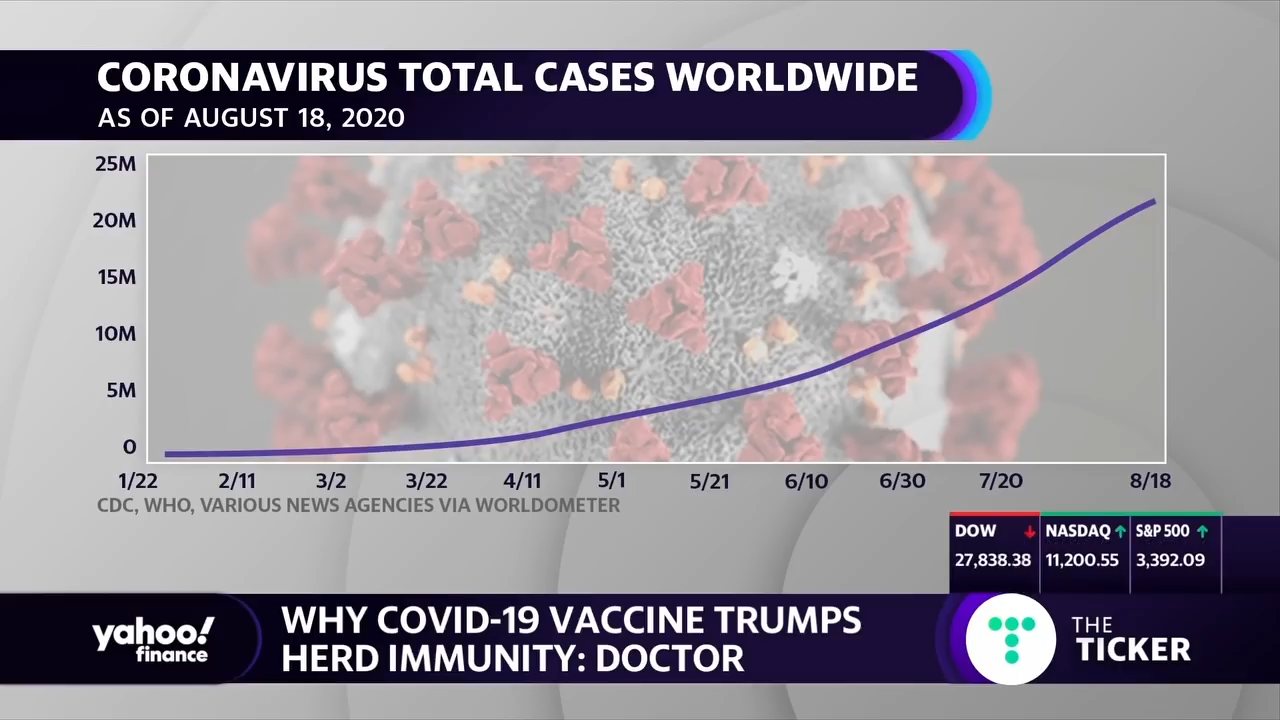 CORONAVIRUS TOTAL CASES WORLDWIDE
AS OF AUGUST 18, 2020
25M
20M
15M
10M
5M
0
1/22 2/11 3/2 3/22 4/11 5/1 5/21 6/10 6/30 7/20 8/18
CDC, WHO, VARIOUS NEWS AGENCIES VIA WORLDOMETER
DOW NASDAQ S&P 500
27,838.38 11,200.55 3,392.09
yahoo!
finance
WHY COVID-19 VACCINE TRUMPS
HERD IMMUNITY: DOCTOR
THE
TICKER